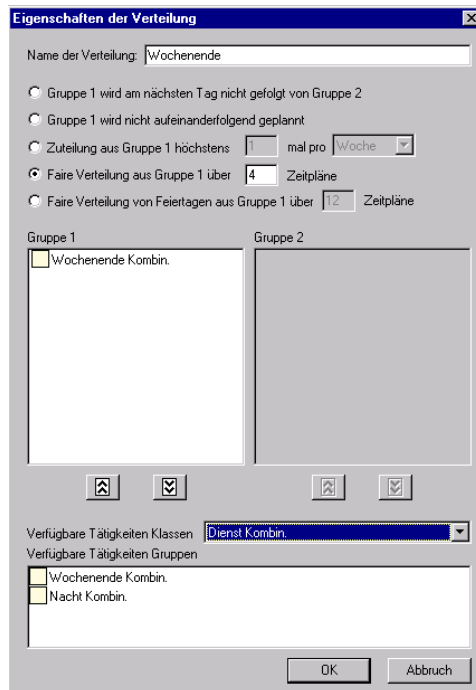 Eigenschaften der Verteilung
Name der Verteilung: Wochenende
Gruppe 1 wird am nächsten Tag nicht gefolgt von Gruppe 2
Gruppe 1 wird nicht aufeinanderfolgend geplannt
Zuteilung aus Gruppe 1 höchstens 1 mal pro Woche
Faire Verteilung aus Gruppe 1 über 4 Zeitpläne
Faire Verteilung von Feiertagen aus Gruppe 1 über 12 Zeitpläne
Gruppe 1 Gruppe 2
Wochenende Kombin.
Verfügbare Tätigkeiten Klassen Dienst Kombin.
Verfügbare Tätigkeiten Gruppen
Wochenende Kombin.
Nacht Kombin.
OK Abbruch